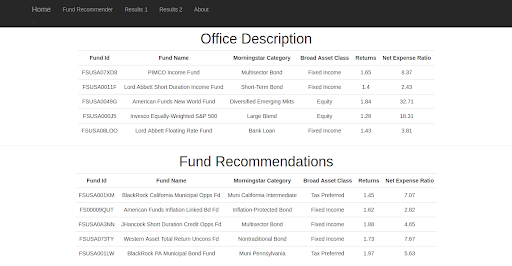 Home Fund Recommender Results 1 Results 2 About
Office Description
Fund Id Fund Name Morningstar Category Broad Asset Class Returns Net Expense Ratio
FSUSA07XD8 PIMCO Income Fund Multisector Bond Fixed Income 1.65 8.37
FSUSA0011F Lord Abbett Short Duration Income Fund Short-Term Bond Fixed Income 1.4 2.43
FSUSA0049G American Funds New World Fund Diversified Emerging Mkts Equity 1.84 32.71
FSUSA000J5 Invesco Equally-Weighted S&P 500 Large Blend Equity 1.28 18.31
FSUSA08LOO Lord Abbett Floating Rate Fund Bank Loan Fixed Income 1.43 3.81
Fund Recommendations
Fund Id Fund Name Morningstar Category Broad Asset Class Returns Net Expense Ratio
FSUSA001KM BlackRock California Municipal Opps Fd Muni California Intermediate Tax Preferred 1.45 7.07
FS00009QUT American Funds Inflation Linked Bd Fd Inflation-Protected Bond Fixed Income 1.62 2.82
FSUSA0A3NN JHancock Short Duration Credit Opps Fd Multisector Bond Fixed Income 1.88 4.65
FSUSA073TY Western Asset Total Return Uncons Fd Nontraditional Bond Fixed Income 1.73 7.67
FSUSA0011W BlackRock PA Municipal Bond Fund Muni Pennsylvania Tax Preferred 1.97 5.63